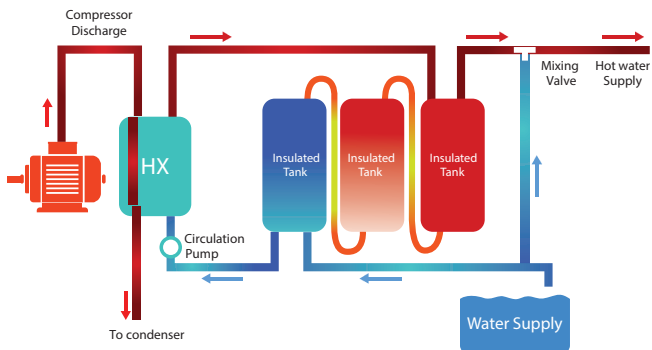 Compressor
Discharge
Mixing
Valve
Hot water
Supply
HX
Insulated
Tank
Insulated
Tank
Insulated
Tank
Circulation
Pump
To condenser
Water Supply